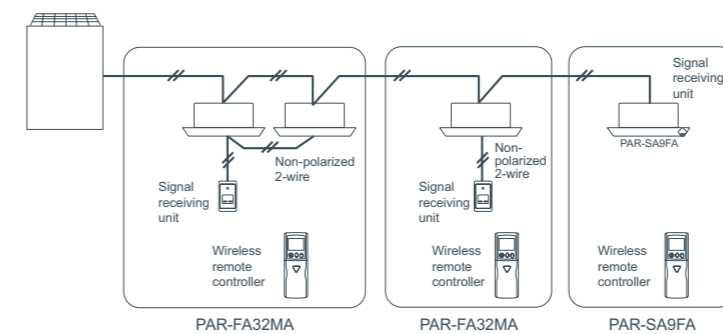 Non-polarized
2-wire
Signal
receiving
unit
Wireless
remote
controller
PAR-FA32MA
Non-
polarized
2-wire
Signal
receiving
unit
Wireless
remote
controller
PAR-FA32MA
Signal
receiving
unit
PAR-SA9FA
Wireless
remote
controller
PAR-SA9FA